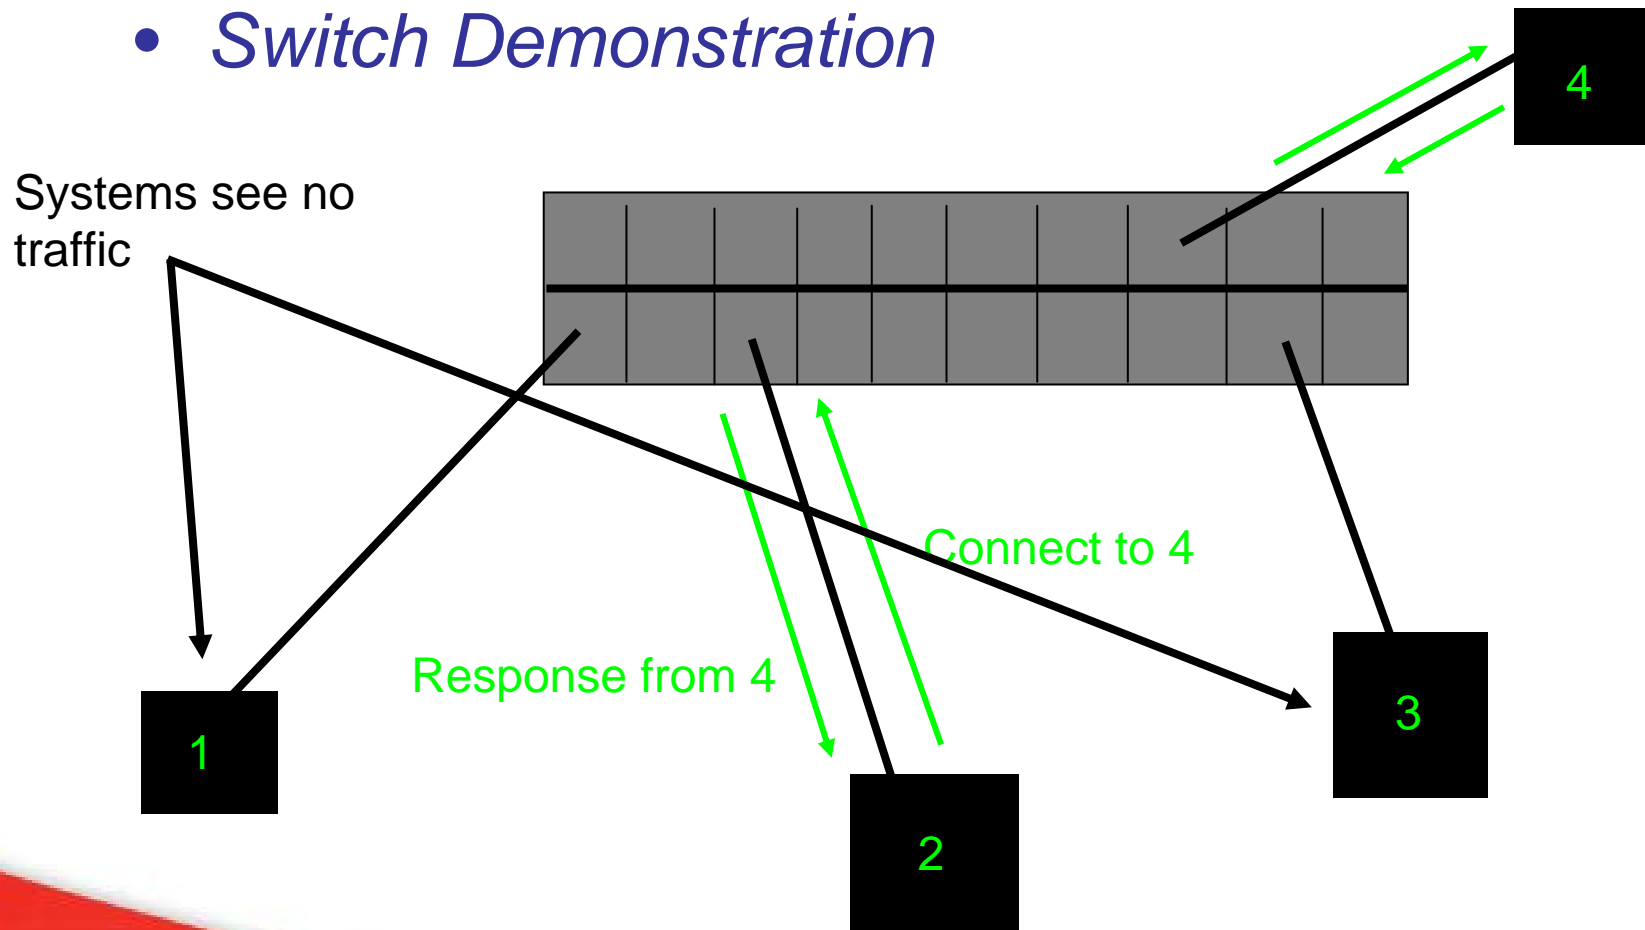 • Switch Demonstration
4
Systems see no
traffic
Connect to 4
Response from 4
3
1
2